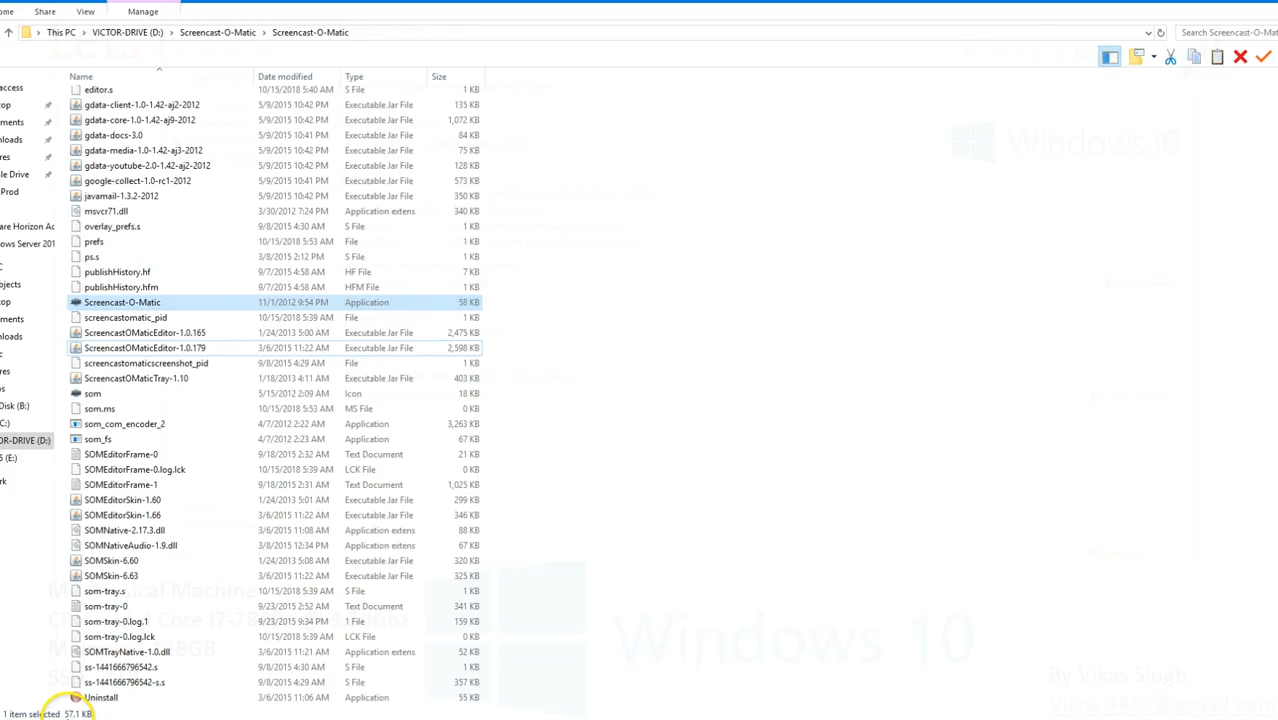 ome Share View Manage
This PC > VICTOR-DRIVE (D:) > Screencast-O-Matic > Screencast-O-Matic Search Screencast-O-Mat
Name Date modified Type Size
editor.s 10/15/2018 5:40 AM S File 1 KB
access gdata-client-1.0-1.42-aj2-2012 5/9/2015 10:42 PM Executable Jar File 135 KB
top gdata-core-1.0-1.42-aj9-2012 5/9/2015 10:42 PM Executable Jar File 1,072 KB
ments gdata-docs-3.0 5/9/2015 10:41 PM Executable Jar File 84 KB
nloads gdata-media-1.0-1.42-aj3-2012 5/9/2015 10:42 PM Executable Jar File 75 KB
res gdata-youtube-2.0-1.42-aj2-2012 5/9/2015 10:42 PM Executable Jar File 128 KB
le Drive google-collect-1.0-rc1-2012 5/9/2015 10:41 PM Executable Jar File 573 KB
Prod javamail-1.3.2-2012 5/9/2015 10:42 PM Executable Jar File 350 KB
msvcr71.dll 3/30/2012 7:24 PM Application extens 340 KB
are Horizon Ac overlay_prefs.s 9/8/2015 4:30 AM S File 1 KB
ndows Server 201 prefs 10/15/2018 5:53 AM File 1 KB
ps.s 3/8/2015 2:12 PM S File 1 KB
C publishHistory.hf 9/7/2015 4:58 AM HF File 7 KB
bjects publishHistory.hfm 9/7/2015 4:58 AM HFM File 1 KB
top Screencast-O-Matic 11/1/2012 9:54 PM Application 58 KB
ments screencastomatic_pid 10/15/2018 5:39 AM File 1 KB
nloads ScreencastOMaticEditor-1.0.165 1/24/2013 5:00 AM Executable Jar File 2,475 KB
c ScreencastOMaticEditor-1.0.179 3/6/2015 11:22 AM Executable Jar File 2,598 KB
res screencastomaticscreenshot_pid 9/8/2015 4:29 AM File 1 KB
ScreencastOMaticTray-1.10 1/18/2013 4:11 AM Executable Jar File 403 KB
os som 5/15/2012 2:09 AM Icon 18 KB
Disk (B:) som.ms 10/15/2018 5:53 AM MS File 0 KB
C:) som_com_encoder_2 4/7/2012 2:22 AM Application 3,263 KB
OR-DRIVE (D:) som_fs 4/7/2012 2:23 AM Application 67 KB
5 (E:) SOMEditorFrame-0 9/18/2015 2:32 AM Text Document 21 KB
SOMEditorFrame-0.log.lck 10/15/2018 5:39 AM LCK File 0 KB
rk SOMEditorFrame-1 9/18/2015 2:31 AM Text Document 1,025 KB
SOMEditorSkin-1.60 1/24/2013 5:01 AM Executable Jar File 299 KB
SOMEditorSkin-1.66 3/6/2015 11:22 AM Executable Jar File 346 KB
SOMNative-2.17.3.dll 3/6/2015 11:08 AM Application extens 88 KB
SOMNativeAudio-1.9.dll 3/8/2015 12:34 PM Application extens 67 KB
SOMSkin-6.60 1/24/2013 5:08 AM Executable Jar File 320 KB
SOMSkin-6.63 3/6/2015 11:22 AM Executable Jar File 325 KB
som-tray.s 10/15/2018 5:39 AM S File 1 KB
som-tray-0 9/23/2015 2:52 AM Text Document 341 KB
som-tray-0.log.1 9/23/2015 9:34 PM 1 File 159 KB
som-tray-0.log.lck 10/15/2018 5:39 AM LCK File 0 KB
SOMTrayNative-1.0.dll 3/6/2015 11:21 AM Application extens 52 KB
ss-1441666796542.s 9/8/2015 4:30 AM S File 1 KB
ss-1441666796542-s.s 9/8/2015 4:29 AM S File 357 KB
Uninstall 3/6/2015 11:06 AM Application 55 KB
1 item selected 57.1 KB
Windows 10
Windows 10
By Vikas Singh